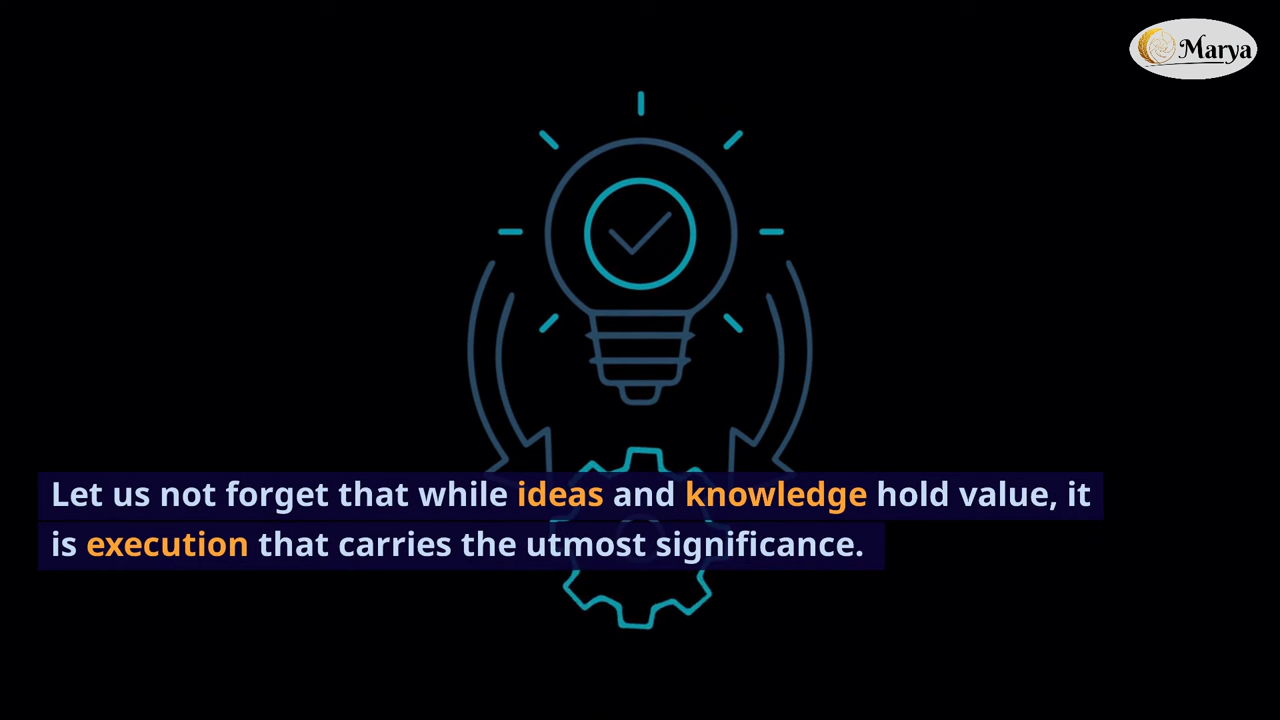 Marya
Let us not forget that while ideas and knowledge hold value, it
is execution that carries the utmost significance.